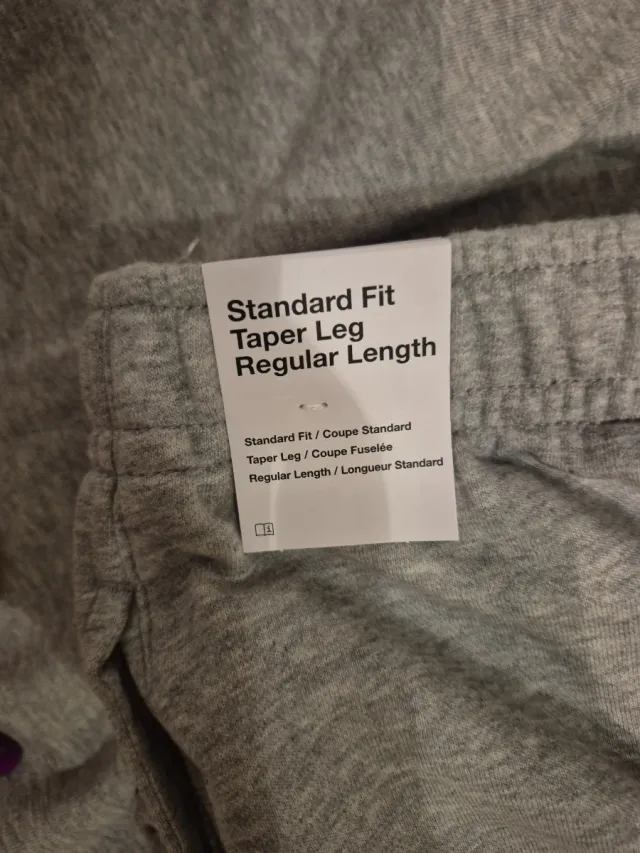 Standard Fit
Taper Leg
Regular Length
Standard Fit / Coupe Standard
Taper Leg / Coupe Fuselée
Regular Length / Longueur Standard
i